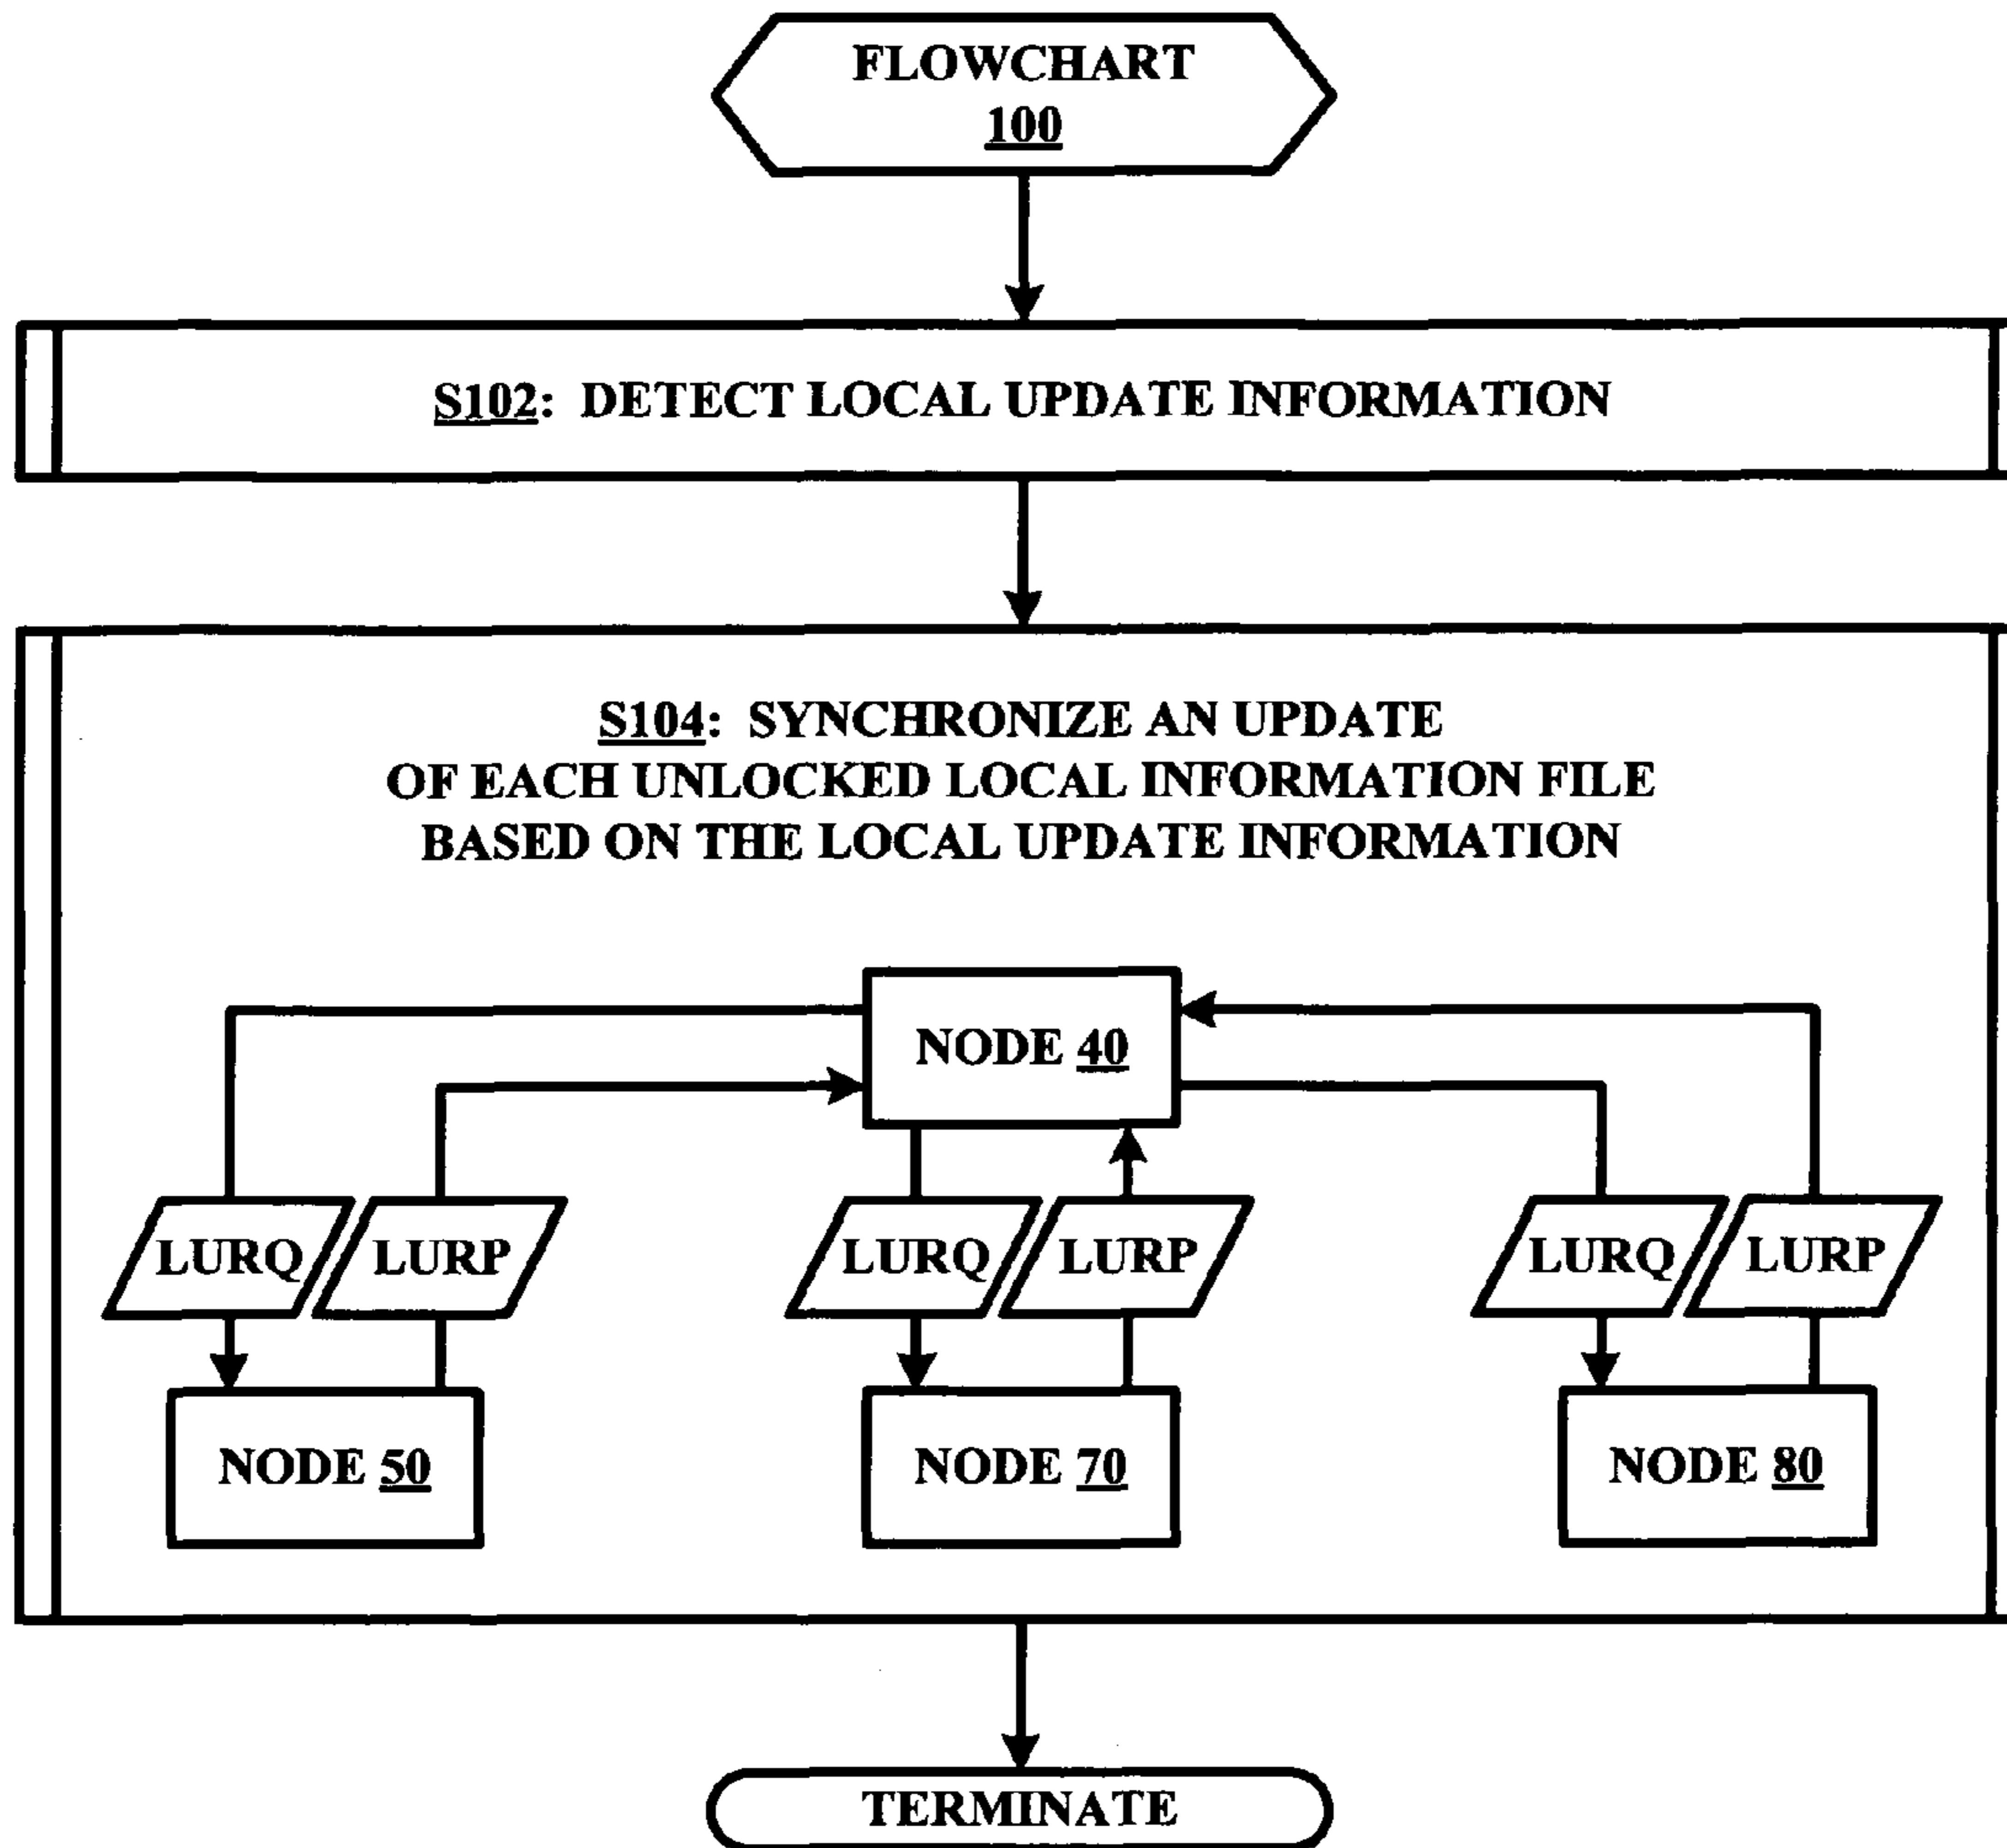 FLOWCHART
100
S102: DETECT LOCAL UPDATE INFORMATION
S104: SYNCHRONIZE AN UPDATE
OF EACH UNLOCKED LOCAL INFORMATION FILE
BASED ON THE LOCAL UPDATE INFORMATION
NODE 40
LURQ LURP LURQ LURP LURQ LURP
NODE 50 NODE 70 NODE 80
TERMINATE